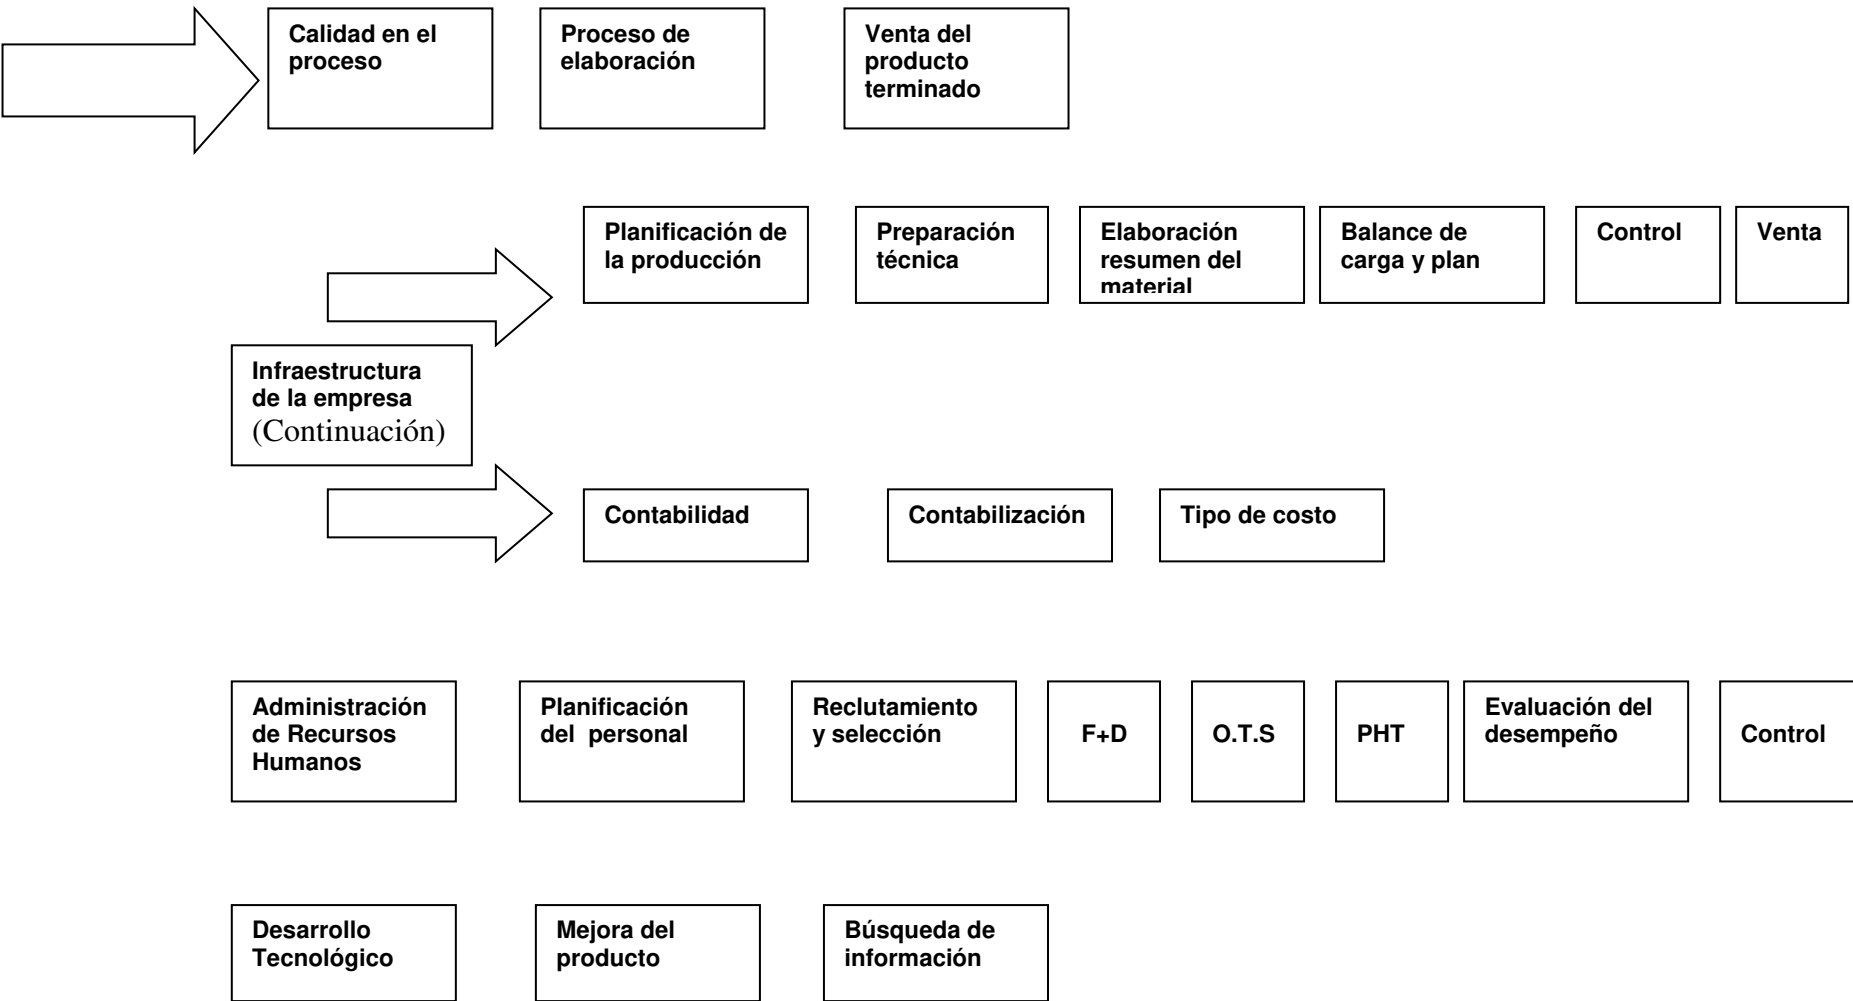 Calidad en el
proceso
Proceso de
elaboración
Venta del
producto
terminado
Planificación de
la producción
Preparación
técnica
Elaboración
resumen del
material
Balance de
carga y plan
Control
Venta
Infraestructura
de la empresa
(Continuación)
Contabilidad
Contabilización
Tipo de costo
Administración
de Recursos
Humanos
Planificación
del  personal
Reclutamiento
y selección
F+D
O.T.S
PHT
Evaluación del
desempeño
Control
Desarrollo
Tecnológico
Mejora del
producto
Búsqueda de
información